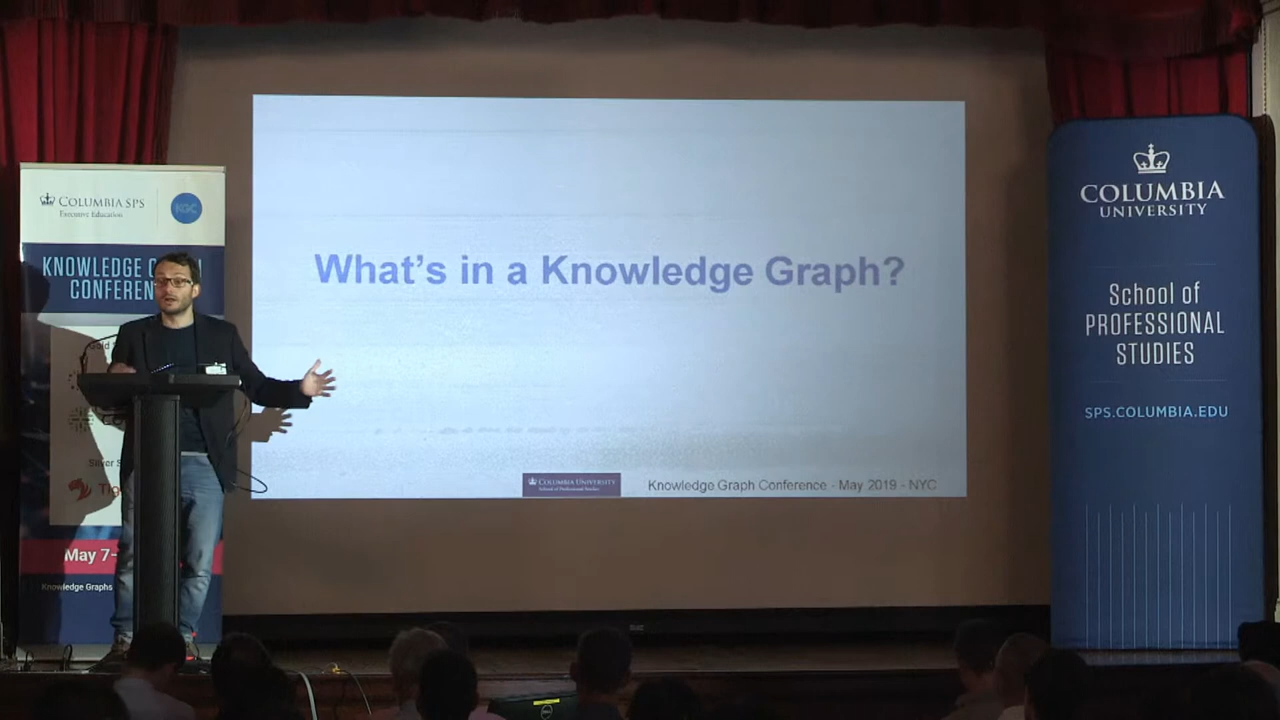 COLUMBIA SPS
Executive Education
KGC
KNOWLEDGE
CONFEREN
Silver
May 7-
Knowledge Graphs
What's in a Knowledge Graph?
COLUMBIA UNIVERSITY
School of Professional Studies
Knowledge Graph Conference - May 2019 - NYC
COLUMBIA
UNIVERSITY
School of
PROFESSIONAL
STUDIES
SPS.COLUMBIA.EDU